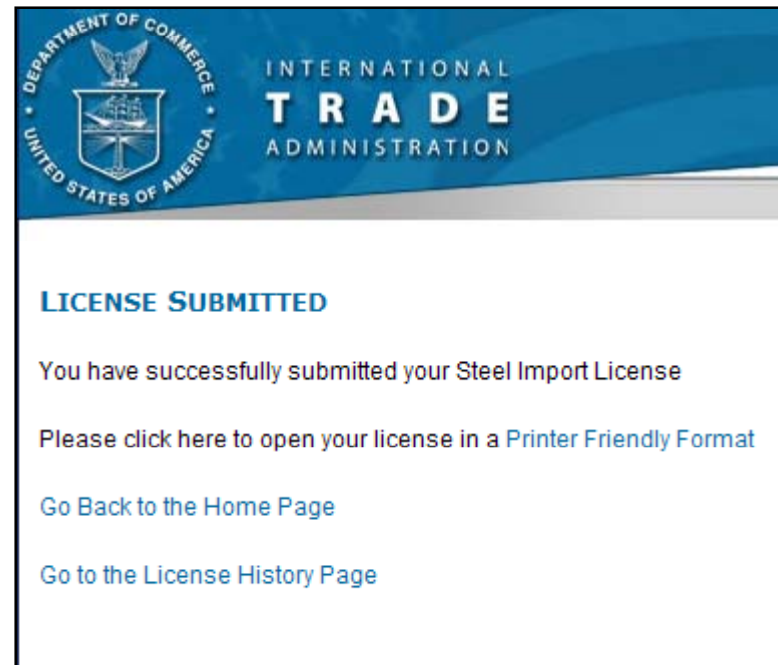 DEPARTMENT OF COMMERCE
UNITED STATES OF AMERICA
INTERNATIONAL
TRADE
ADMINISTRATION
LICENSE SUBMITTED
You have successfully submitted your Steel Import License
Please click here to open your license in a Printer Friendly Format
Go Back to the Home Page
Go to the License History Page